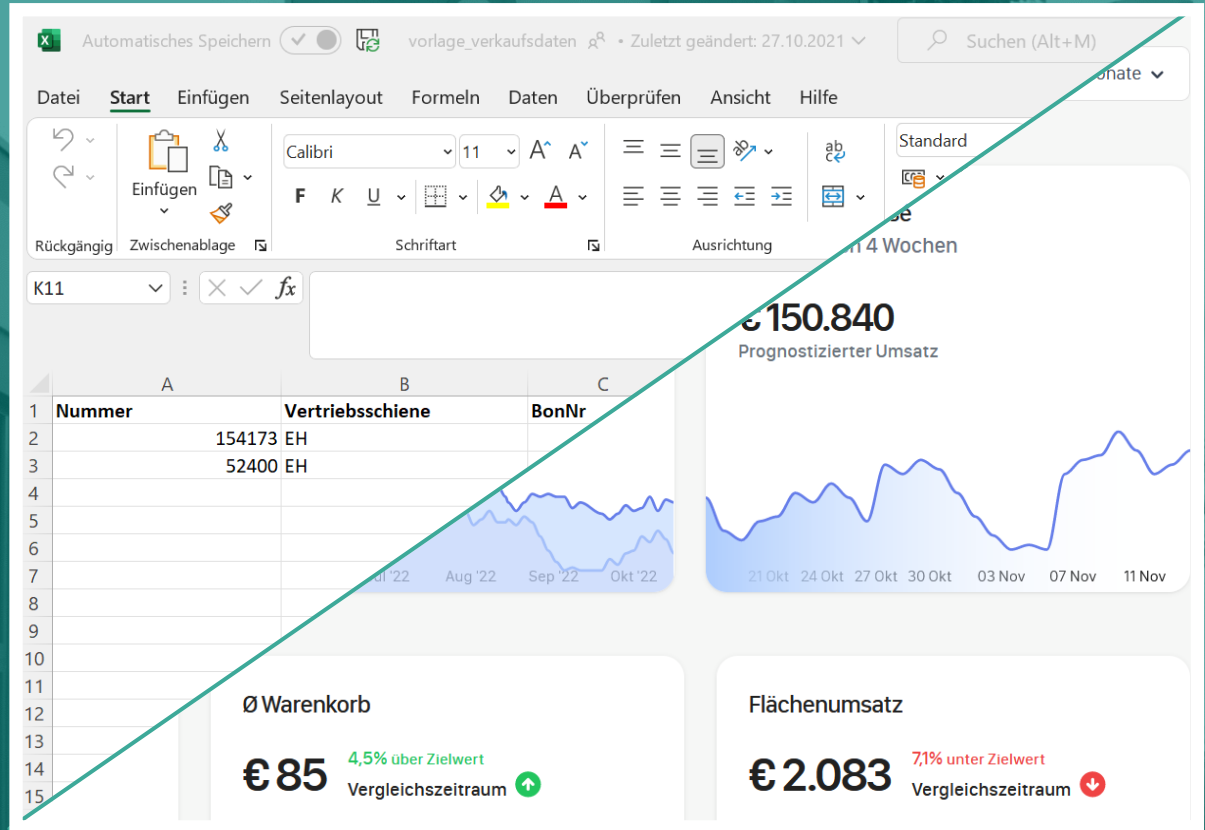 Automatisches Speichern
vorlage_verkaufsdaten
• Zuletzt geändert: 27.10.2021
Suchen (Alt+M)
Datei Start Einfügen Seitenlayout Formeln Daten Überprüfen Ansicht Hilfe
Calibri 11
Standard
Einfügen
F K U A
ab
Rückgängig Zwischenablage Schriftart Ausrichtung
4 Wochen
K11 fx
€ 150.840
Prognostizierter Umsatz
A B C
1 Nummer Vertriebsschiene BonNr
2 154173 EH
3 52400 EH
4
5
6
7
8
9
10
11
12
13
14
15
'22 Aug '22 Sep '22 Okt '22
21 Okt 24 Okt 27 Okt 30 Okt 03 Nov 07 Nov 11 Nov
Ø Warenkorb
€ 85
4,5% über Zielwert
Vergleichszeitraum
Flächenumsatz
€ 2.083
7,1% unter Zielwert
Vergleichszeitraum